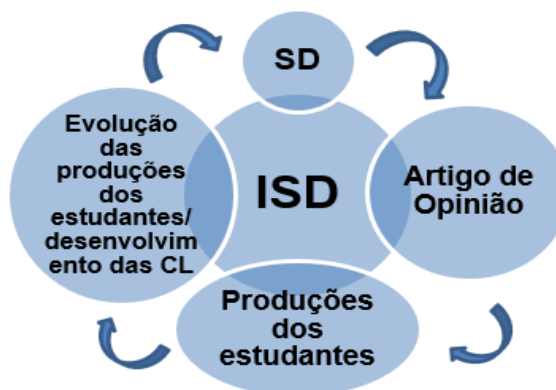 SD
Evolução
das
produções
dos
estudantes/
desenvolvim
ento das CL
ISD
Artigo de
Opinião
Produções
dos
estudantes